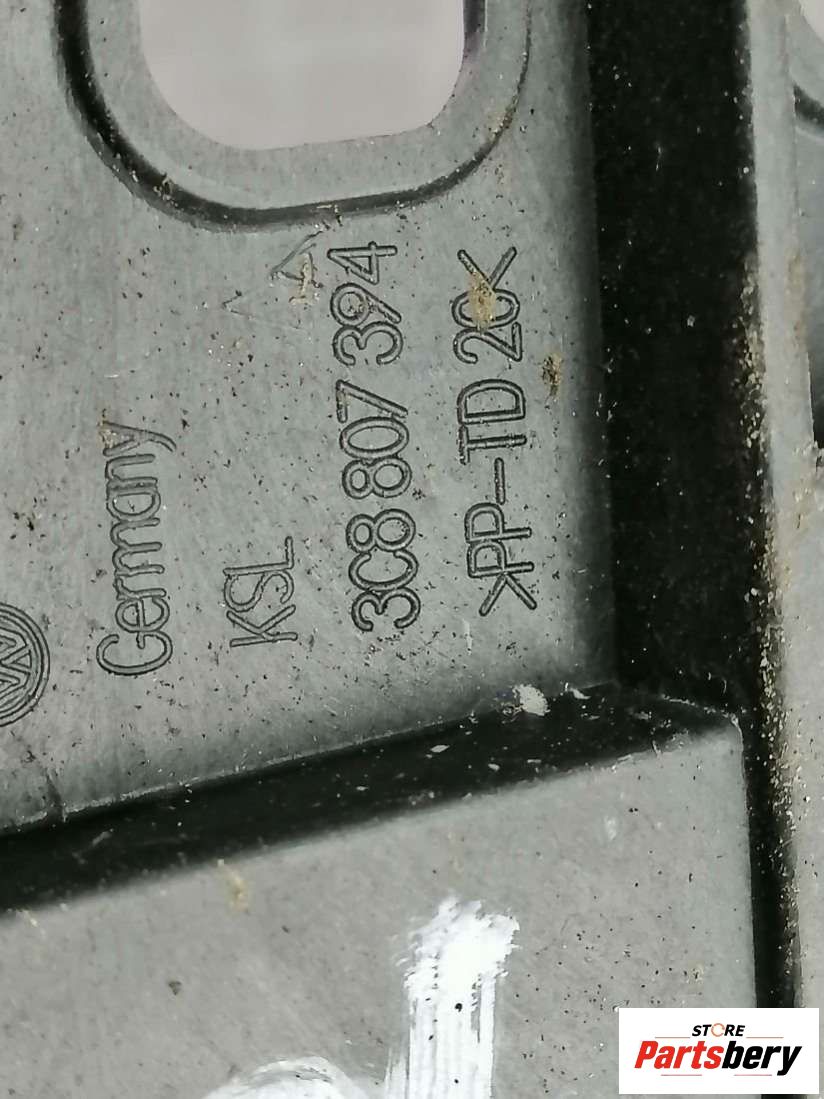 Germany
KSL
3C8 807 394
>PP-TD 20<
STORE
Partsbery